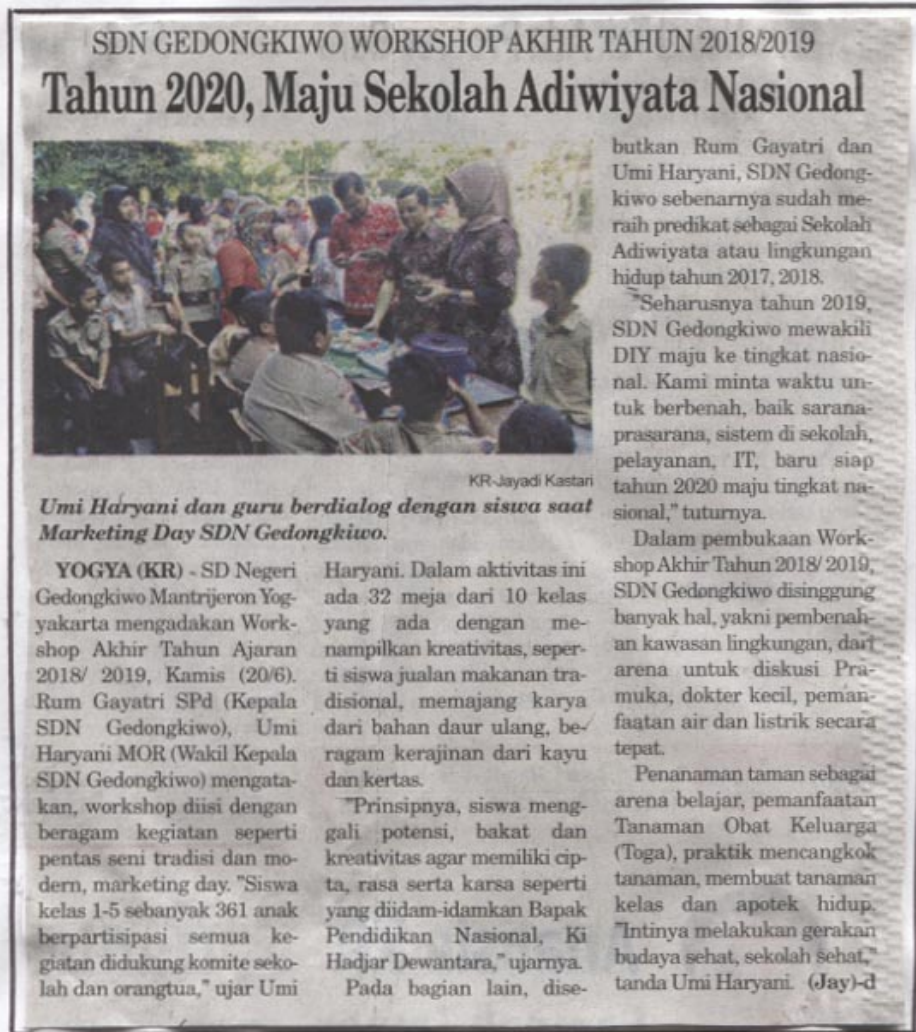 SDN GEDONGKIWO WORKSHOP AKHIR TAHUN 2018/2019
Tahun 2020, Maju Sekolah Adiwiyata Nasional
KR-Jayadi Kastari
Umi Haryani dan guru berdialog dengan siswa saat
Marketing Day SDN Gedongkiwo.
YOGYA (KR) - SD Negeri
Gedongkiwo Mantrijeron Yog-
yakarta mengadakan Work-
shop Akhir Tahun Ajaran
2018/ 2019, Kamis (20/6).
Rum Gayatri SPd (Kepala
SDN Gedongkiwo), Umi
Haryani MOR (Wakil Kepala
SDN Gedongkiwo) mengata-
kan, workshop diisi dengan
beragam kegiatan seperti
pentas seni tradisi dan mo-
dern, marketing day. "Siswa
kelas 1-5 sebanyak 361 anak
berpartisipasi semua ke-
giatan didukung komite seko-
lah dan orangtua," ujar Umi
Haryani. Dalam aktivitas ini
ada 32 meja dari 10 kelas
yang ada dengan me-
nampilkan kreativitas, seper-
ti siswa jualan makanan tra-
disional, memajang karya
dari bahan daur ulang, be-
ragam kerajinan dari kayu
dan kertas.
"Prinsipnya, siswa meng-
gali potensi, bakat dan
kreativitas agar memiliki cip-
ta, rasa serta karsa seperti
yang diidam-idamkan Bapak
Pendidikan Nasional, Ki
Hadjar Dewantara," ujarnya.
Pada bagian lain, dise-
butkan Rum Gayatri dan
Umi Haryani, SDN Gedong-
kiwo sebenarnya sudah me-
raih predikat sebagai Sekolah
Adiwiyata atau lingkungan
hidup tahun 2017, 2018.
"Seharusnya tahun 2019,
SDN Gedongkiwo mewakili
DIY maju ke tingkat nasio-
nal. Kami minta waktu un-
tuk berbenah, baik sarana-
prasarana, sistem di sekolah,
pelayanan, IT, baru siap
tahun 2020 maju tingkat na-
sional," tuturnya.
Dalam pembukaan Work-
shop Akhir Tahun 2018/ 2019,
SDN Gedongkiwo disinggung
banyak hal, yakni pembenah-
an kawasan lingkungan, dari
arena untuk diskusi Pra-
muka, dokter kecil, peman-
faatan air dan listrik secara
tepat.
Penanaman taman sebagai
arena belajar, pemanfaatan
Tanaman Obat Keluarga
(Toga), praktik mencangkok
tanaman, membuat tanaman
kelas dan apotek hidup.
"Intinya melakukan gerakan
budaya sehat, sekolah sehat,"
tanda Umi Haryani. (Jay)-d